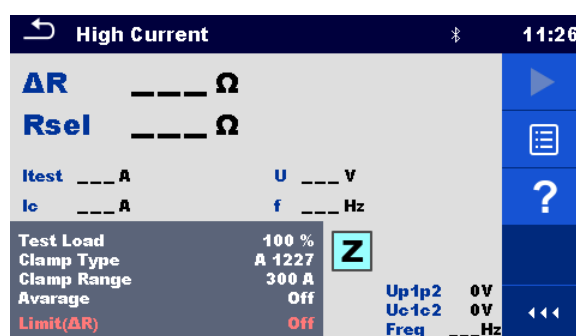 High Current 11:26
ΔR ___ Ω
Rsel ___ Ω
Itest ___ A U ___ V
Ic ___ A f ___ Hz
Test Load 100 %
Clamp Type A 1227
Clamp Range 300 A
Avarage Off
Limit(ΔR) Off
Z
Up1p2 0V
Uc1c2 0V
Freq ___Hz
?